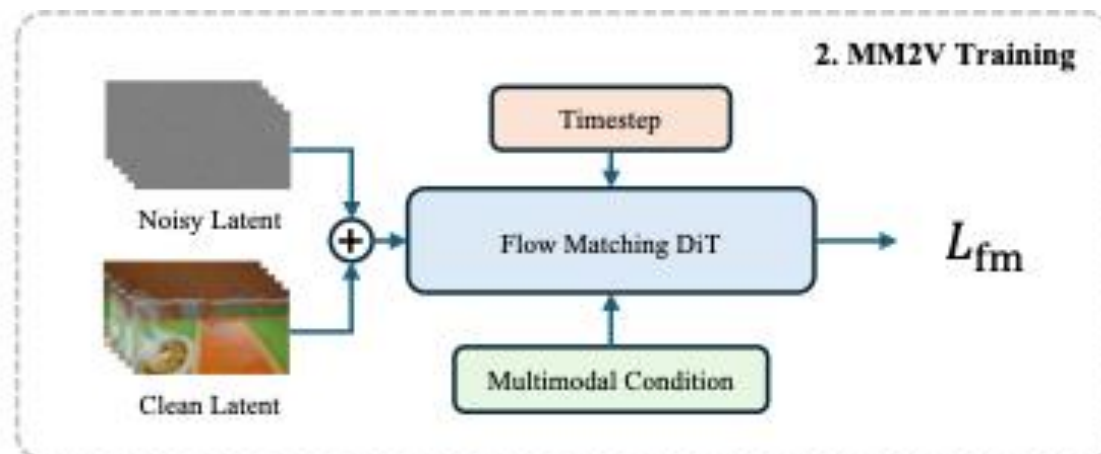 2. MM2V Training
Timestep
Noisy Latent
+
Flow Matching DiT
L_fm
Clean Latent
Multimodal Condition